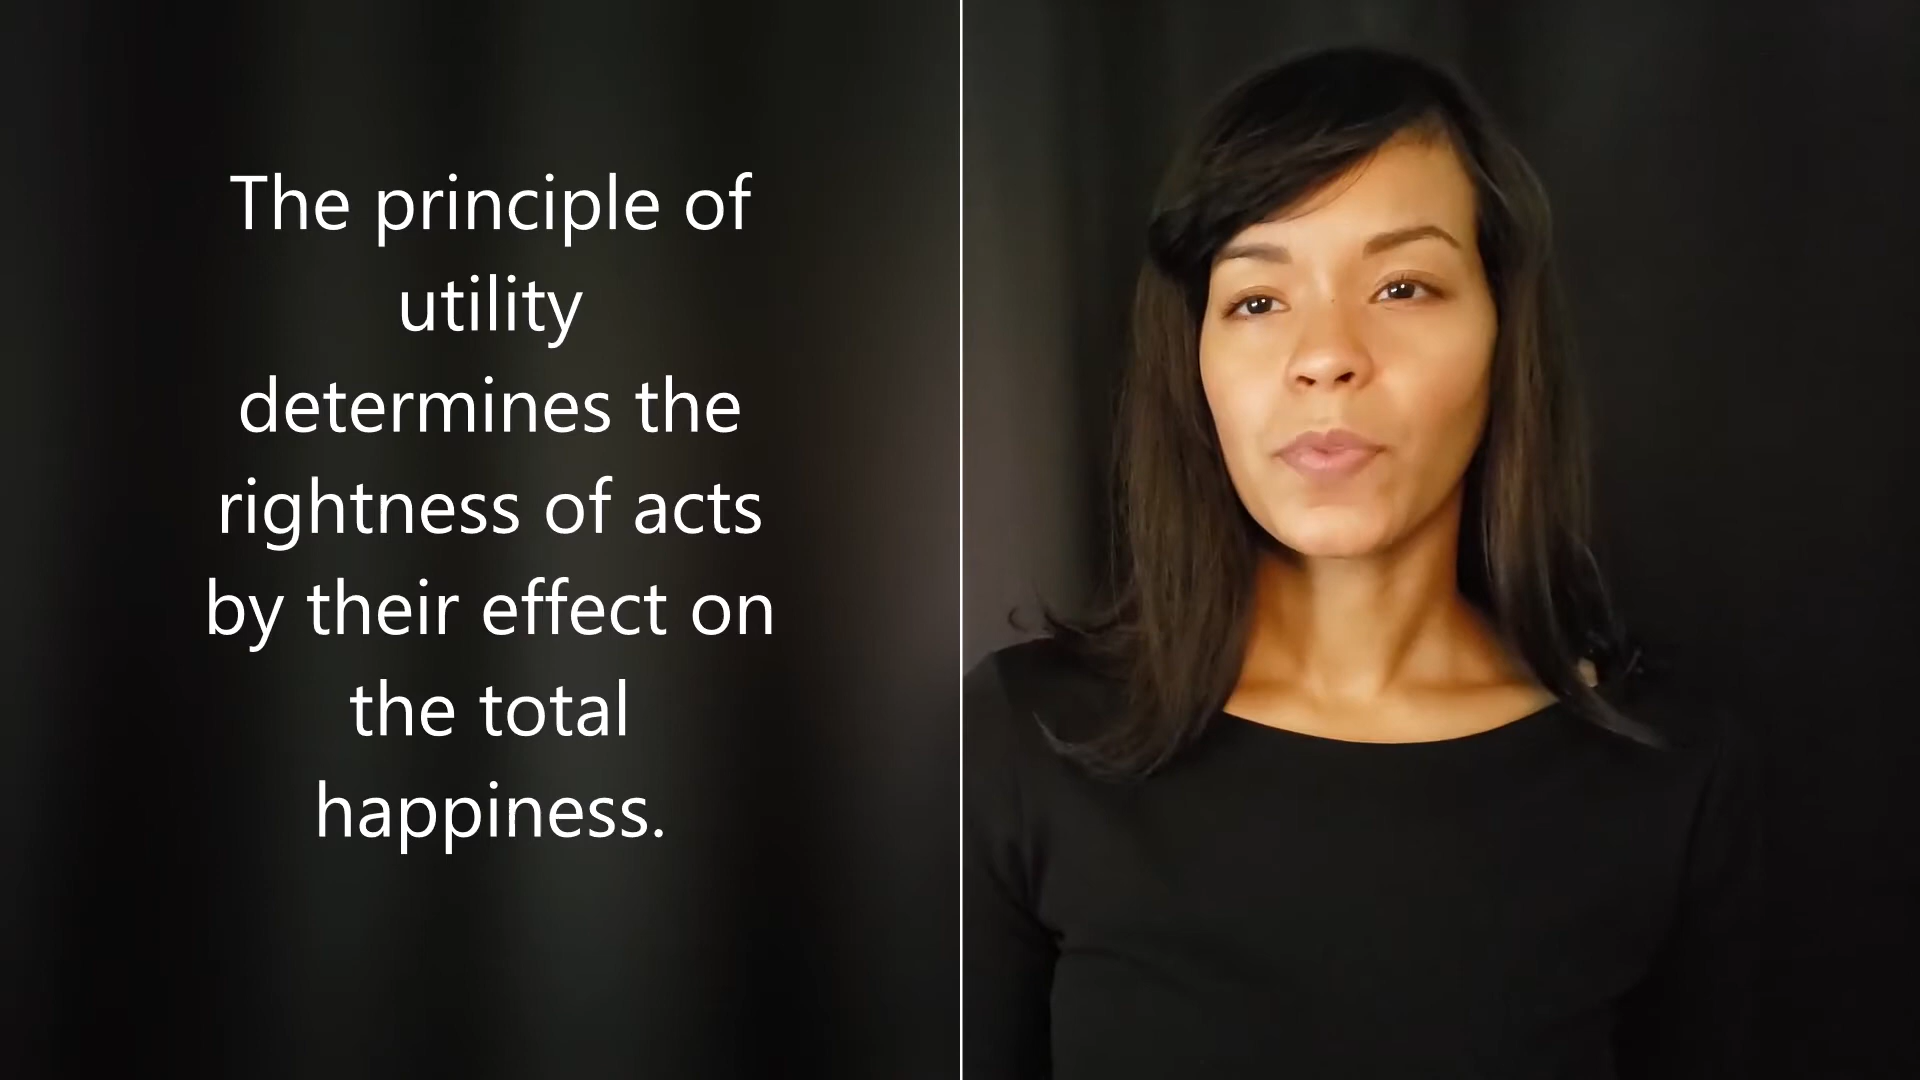 The principle of
utility
determines the
rightness of acts
by their effect on
the total
happiness.